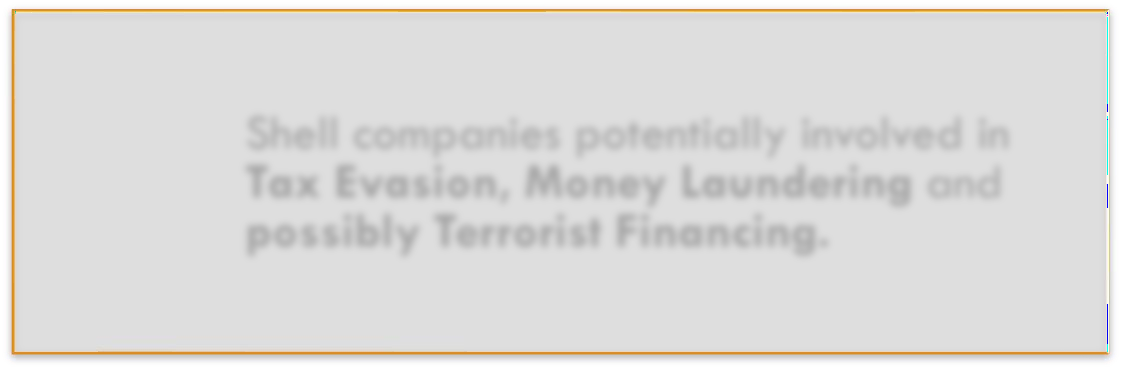 Shell companies potentially involved in
Tax Evasion, Money Laundering and
possibly Terrorist Financing.